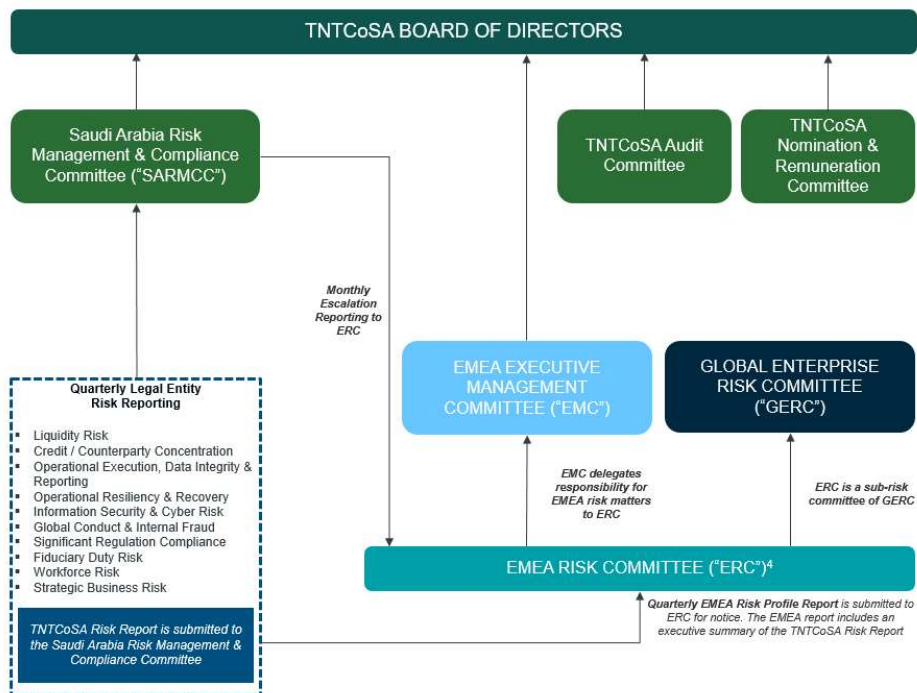 TNTCoSA BOARD OF DIRECTORS
Saudi Arabia Risk
Management & Compliance
Committee (“SARMCC”)
TNTCoSA Audit
Committee
TNTCoSA
Nomination &
Remuneration
Committee
Monthly
Escalation
Reporting to
ERC
EMEA EXECUTIVE
MANAGEMENT
COMMITTEE (“EMC”)
GLOBAL ENTERPRISE
RISK COMMITTEE
(“GERC”)
Quarterly Legal Entity
Risk Reporting
▪ Liquidity Risk
▪ Credit / Counterparty Concentration
▪ Operational Execution, Data Integrity &
Reporting
▪ Operational Resiliency & Recovery
▪ Information Security & Cyber Risk
▪ Global Conduct & Internal Fraud
▪ Significant Regulation Compliance
▪ Fiduciary Duty Risk
▪ Workforce Risk
▪ Strategic Business Risk
TNTCoSA Risk Report is submitted to
the Saudi Arabia Risk Management &
Compliance Committee
EMC delegates
responsibility for
EMEA risk matters
to ERC
ERC is a sub-risk
committee of GERC
EMEA RISK COMMITTEE (“ERC”)⁴
Quarterly EMEA Risk Profile Report is submitted to
ERC for notice. The EMEA report includes an
executive summary of the TNTCoSA Risk Report